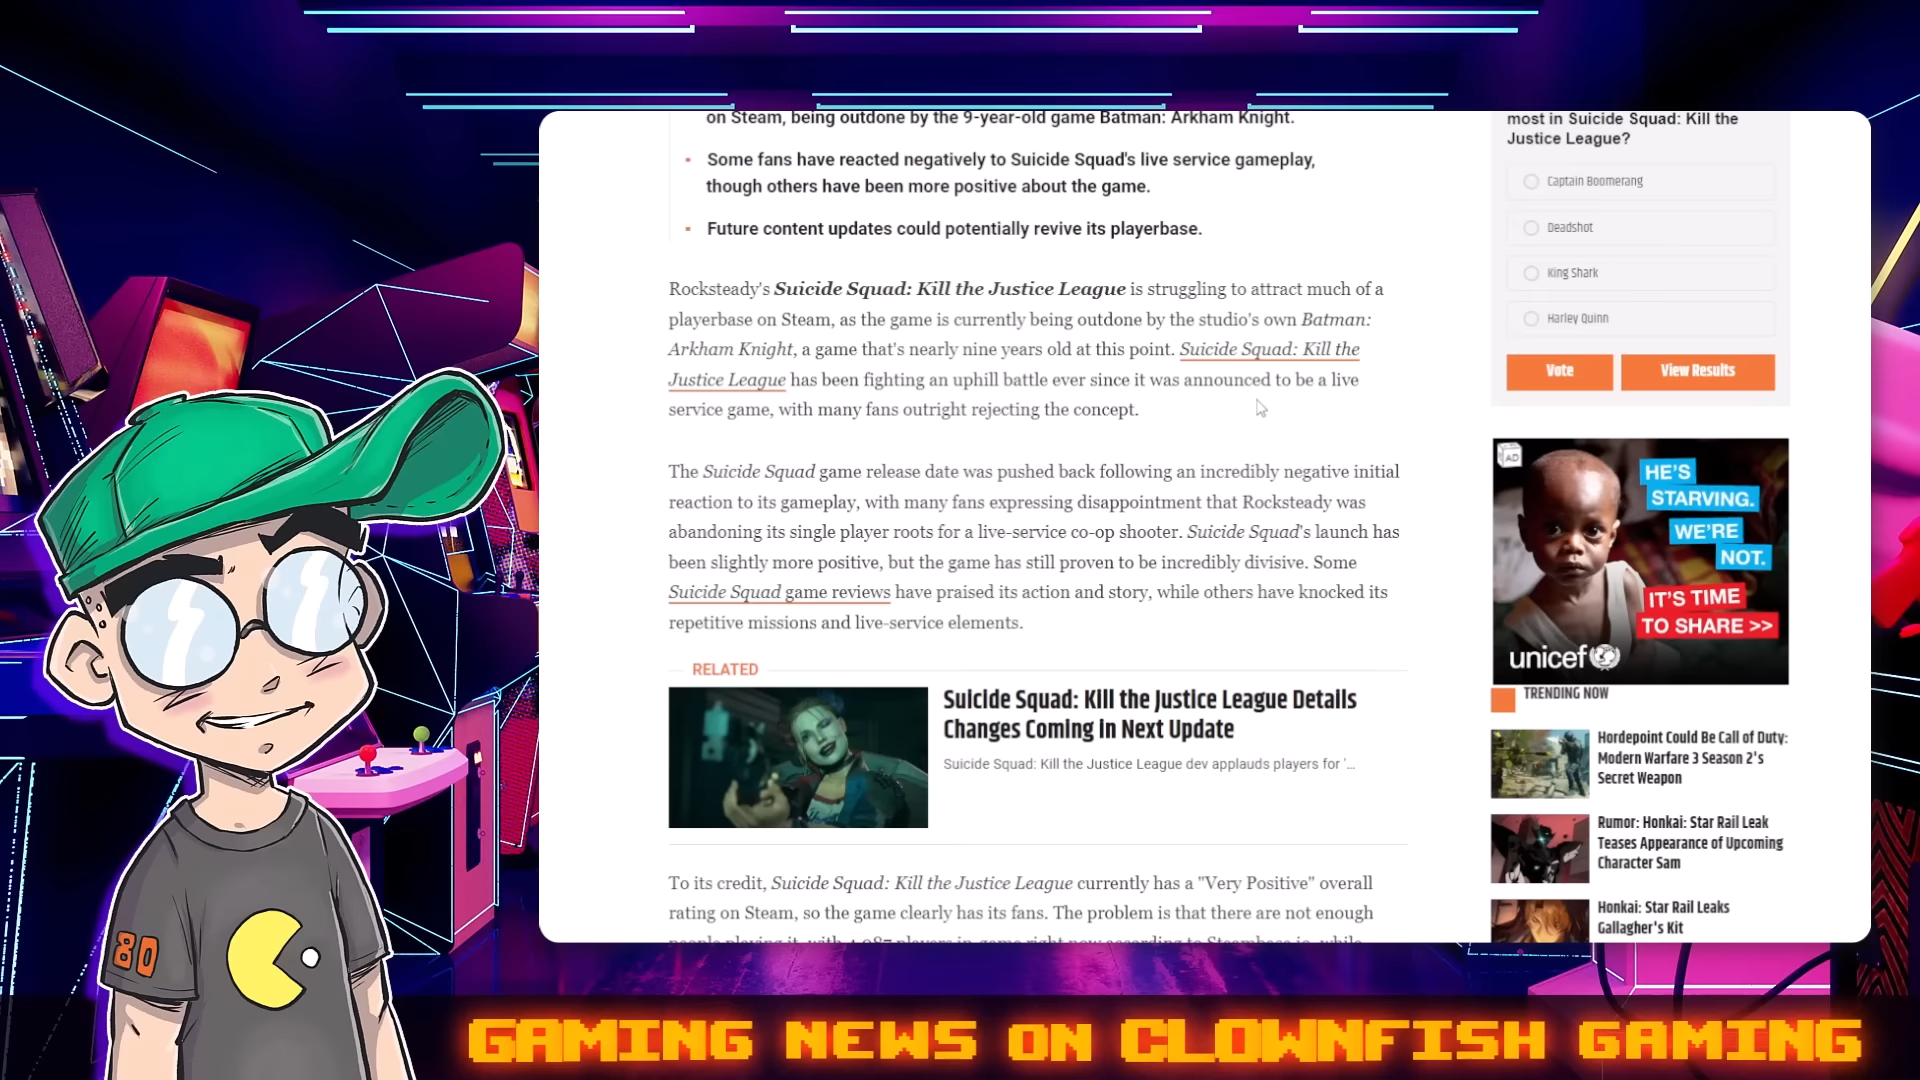 on Steam, being outdone by the 9-year-old game Batman: Arkham Knight.
Some fans have reacted negatively to Suicide Squad's live service gameplay,
though others have been more positive about the game.
Future content updates could potentially revive its playerbase.
Rocksteady's Suicide Squad: Kill the Justice League is struggling to attract much of a
playerbase on Steam, as the game is currently being outdone by the studio's own Batman:
Arkham Knight, a game that's nearly nine years old at this point. Suicide Squad: Kill the
Justice League has been fighting an uphill battle ever since it was announced to be a live
service game, with many fans outright rejecting the concept.
The Suicide Squad game release date was pushed back following an incredibly negative initial
reaction to its gameplay, with many fans expressing disappointment that Rocksteady was
abandoning its single player roots for a live-service co-op shooter. Suicide Squad's launch has
been slightly more positive, but the game has still proven to be incredibly divisive. Some
Suicide Squad game reviews have praised its action and story, while others have knocked its
repetitive missions and live-service elements.
RELATED
Suicide Squad: Kill the Justice League Details
Changes Coming in Next Update
Suicide Squad: Kill the Justice League dev applauds players for '...
To its credit, Suicide Squad: Kill the Justice League currently has a "Very Positive" overall
rating on Steam, so the game clearly has its fans. The problem is that there are not enough
most in Suicide Squad: Kill the
Justice League?
Captain Boomerang
Deadshot
King Shark
Harley Quinn
Vote
View Results
AD
HE'S
STARVING.
WE'RE
NOT.
IT'S TIME
TO SHARE >>
unicef
TRENDING NOW
Hordepoint Could Be Call of Duty:
Modern Warfare 3 Season 2's
Secret Weapon
Rumor: Honkai: Star Rail Leak
Teases Appearance of Upcoming
Character Sam
Honkai: Star Rail Leaks
Gallagher's Kit
80
GAMING NEWS ON CLOWNFISH GAMING